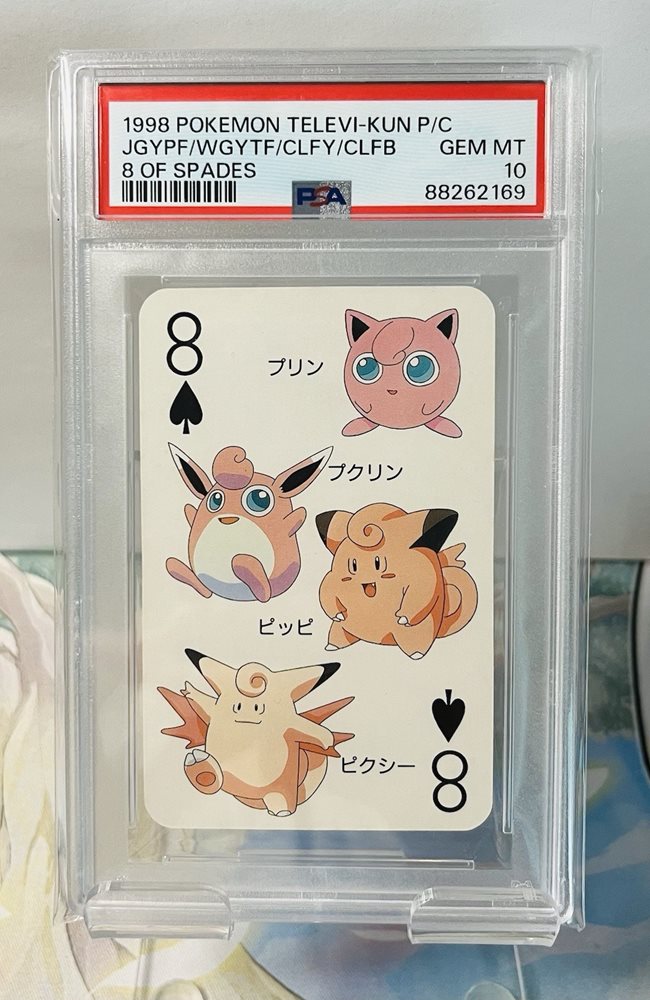 1998 POKEMON TELEVI-KUN P/C
JGYPF/WGYTF/CLFY/CLFB GEM MT
8 OF SPADES 10
PSA 88262169
8
プリン
プクリン
ピッピ
ピクシー
8